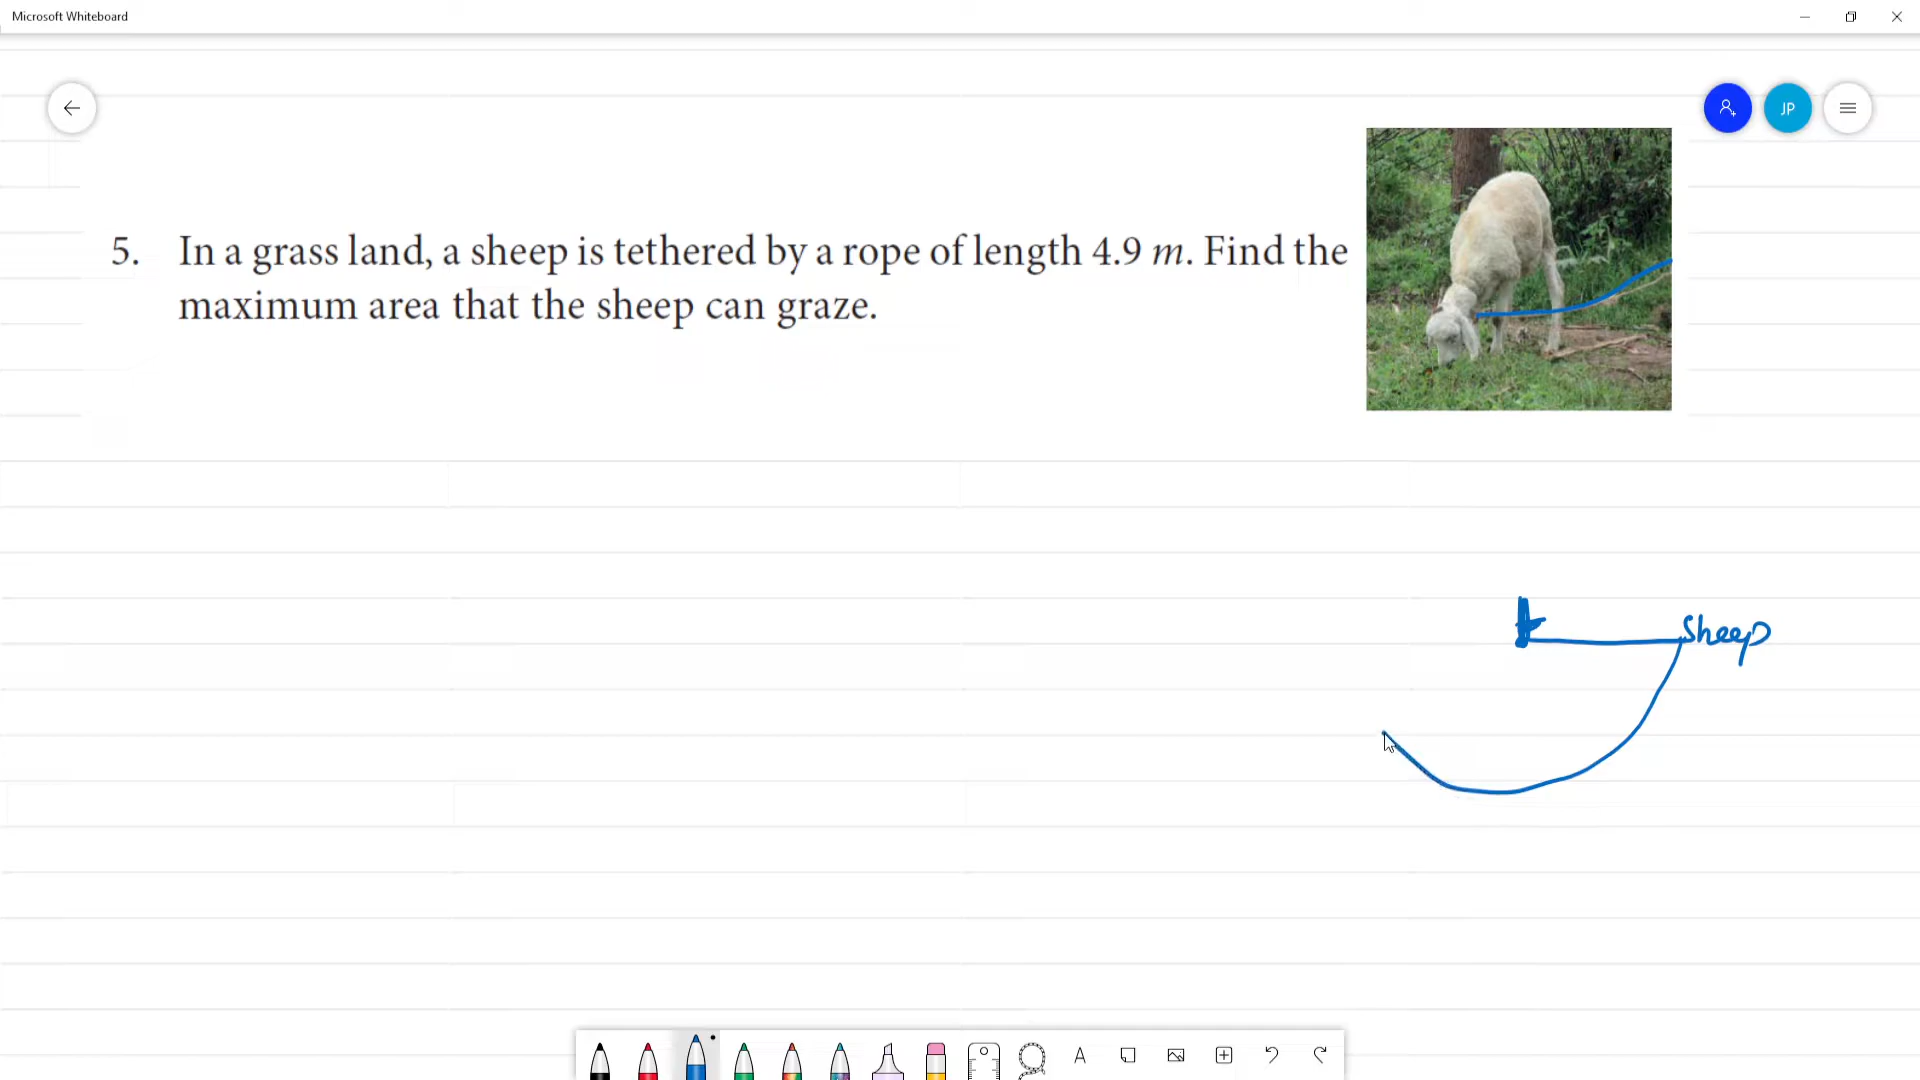 Microsoft Whiteboard
JP
5. In a grass land, a sheep is tethered by a rope of length 4.9 m. Find the
maximum area that the sheep can graze.
Sheep
A